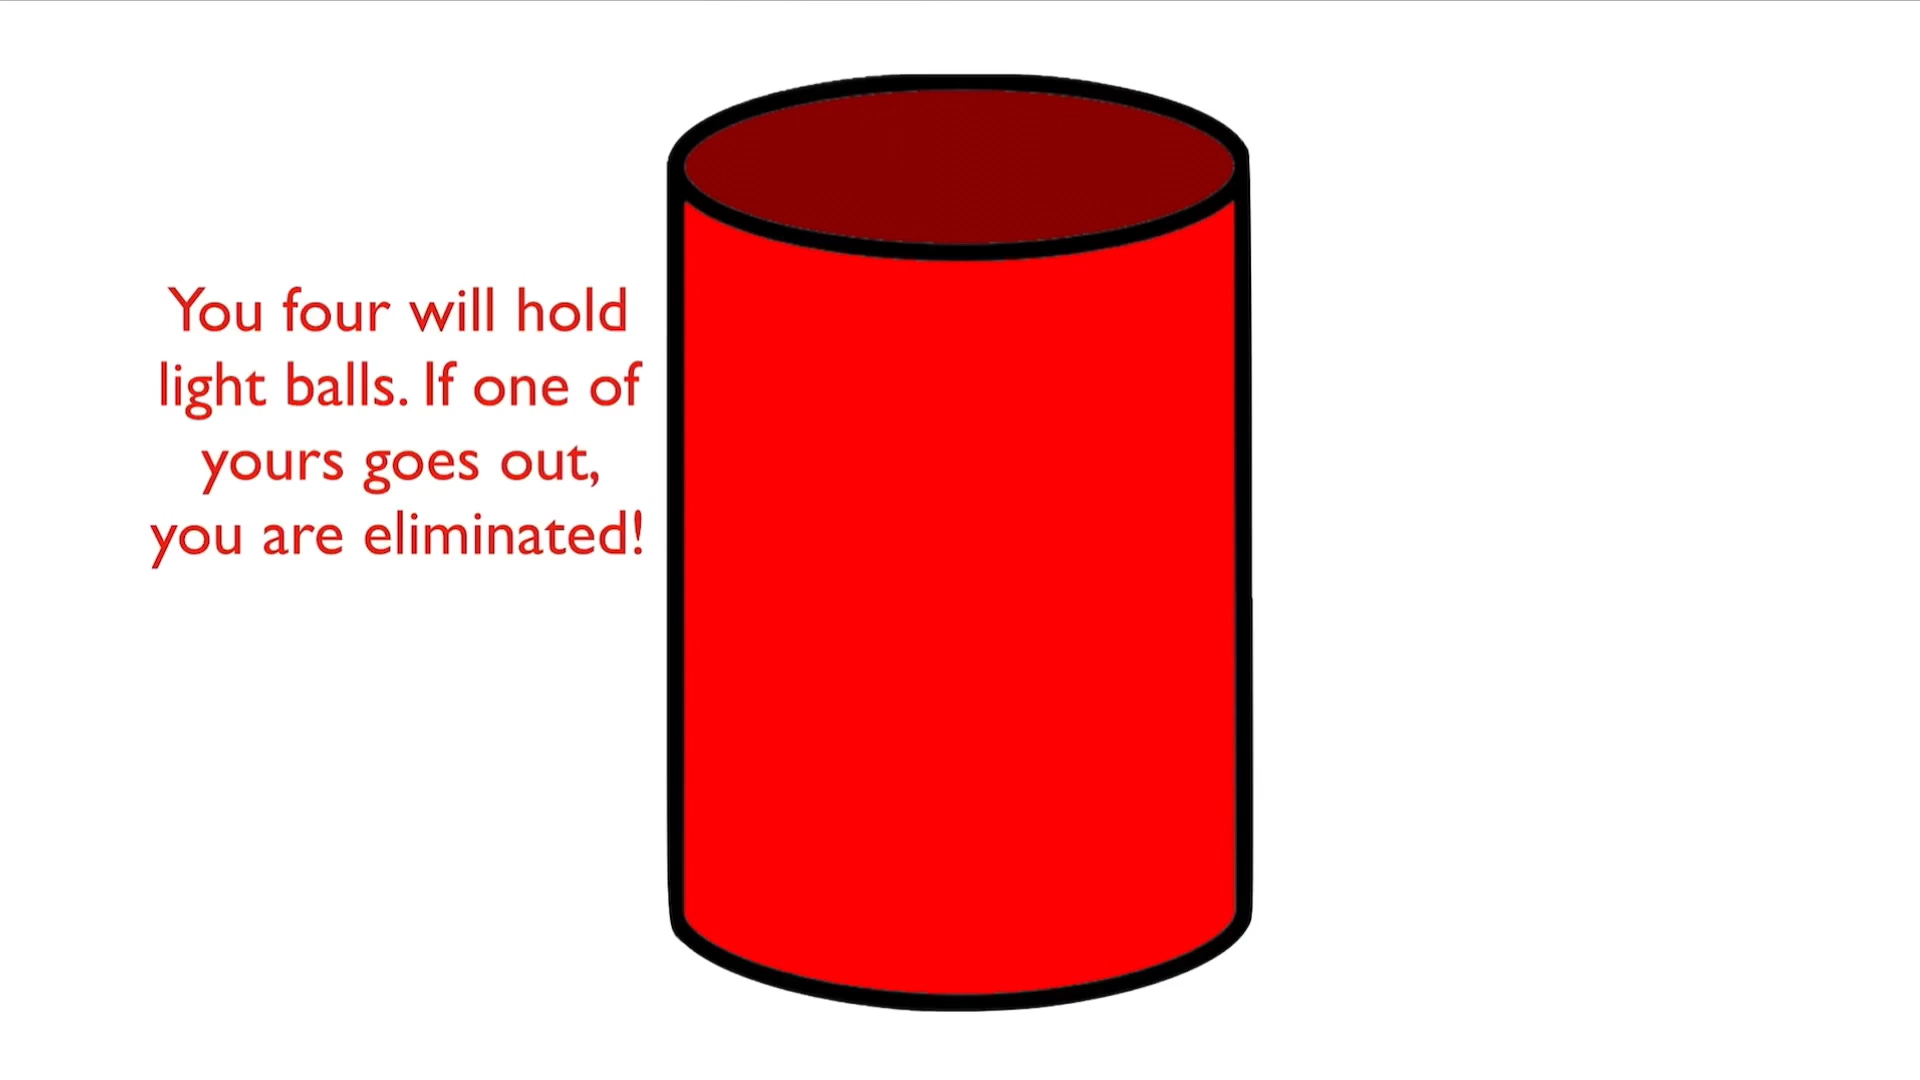 You four will hold
light balls. If one of
yours goes out,
you are eliminated!